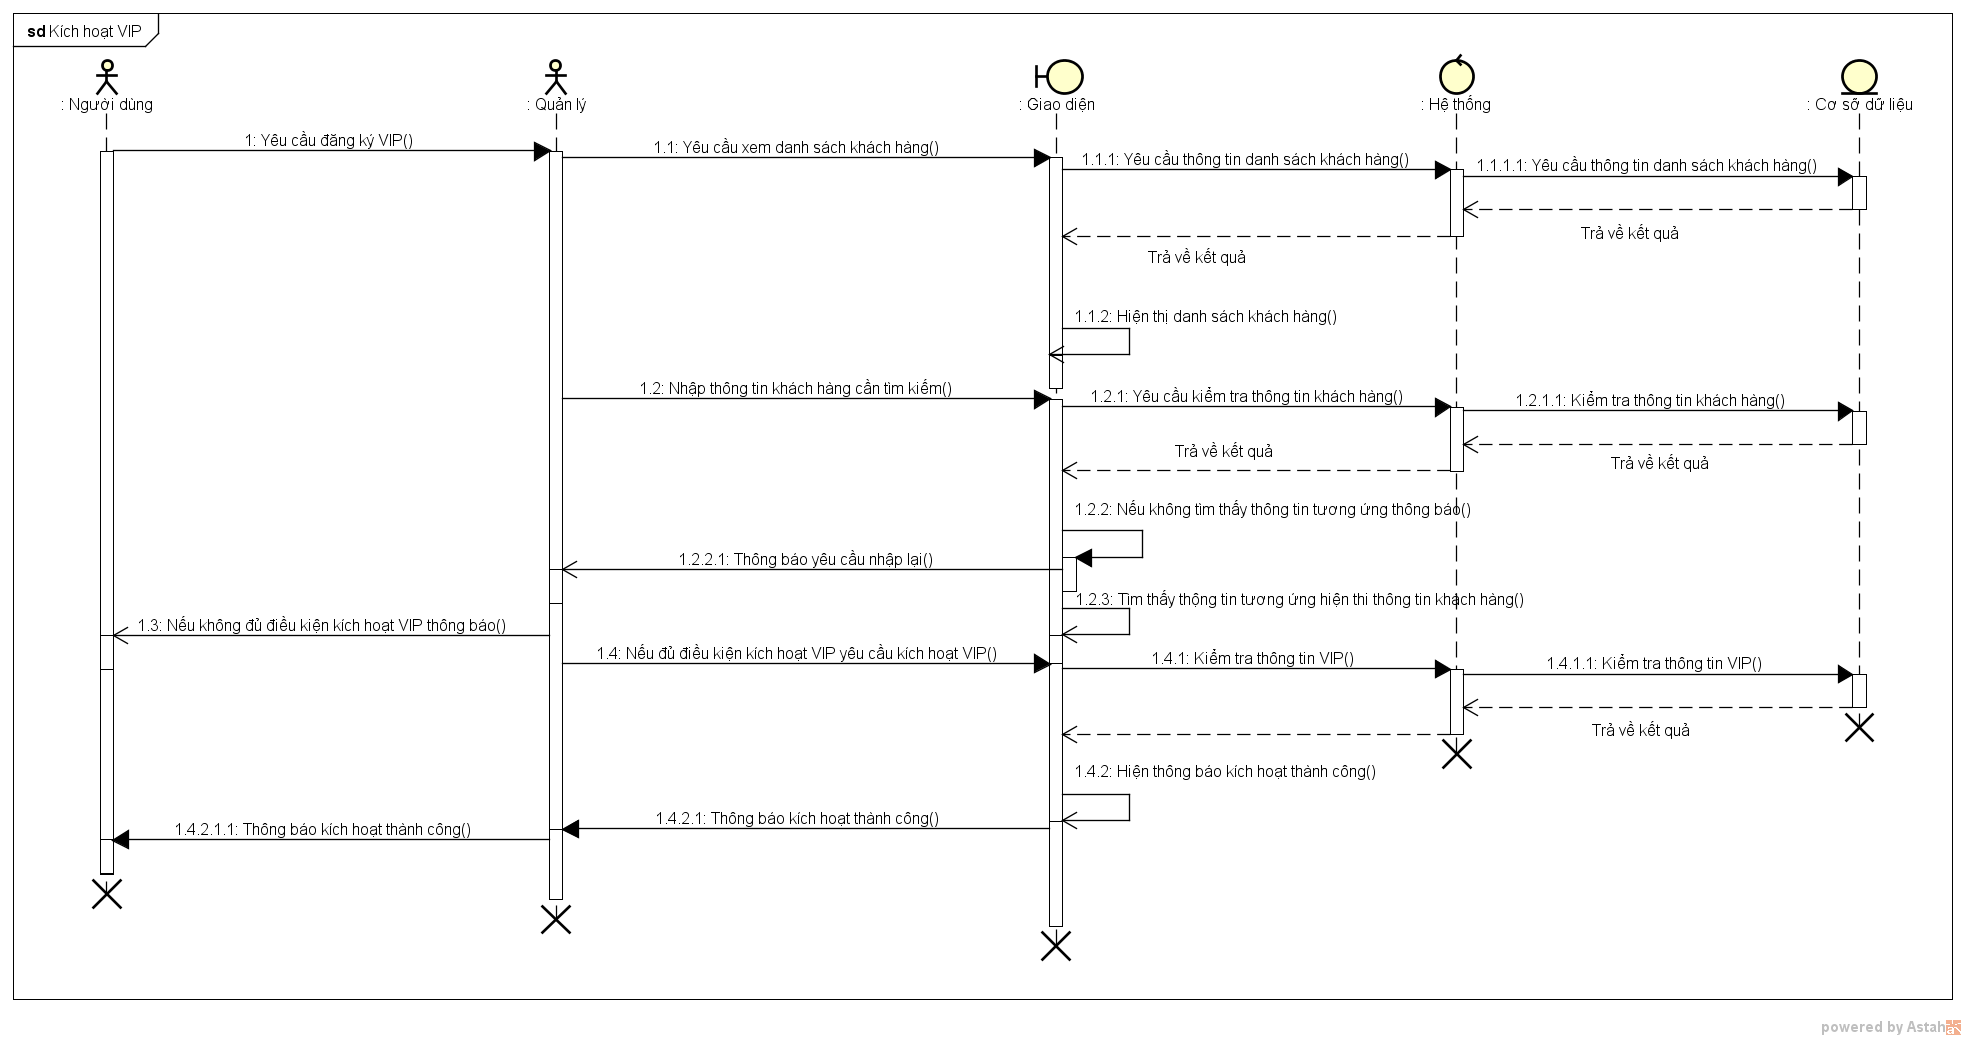 sd Kích hoạt VIP
: Người dùng
: Quản lý
: Giao diện
: Hệ thống
: Cơ sỡ dữ liệu
1: Yêu cầu đăng ký VIP()
1.1: Yêu cầu xem danh sách khách hàng()
1.1.1: Yêu cầu thông tin danh sách khách hàng()
1.1.1.1: Yêu cầu thông tin danh sách khách hàng()
Trả về kết quả
Trả về kết quả
1.1.2: Hiện thị danh sách khách hàng()
1.2: Nhập thông tin khách hàng cần tìm kiếm()
1.2.1: Yêu cầu kiểm tra thông tin khách hàng()
1.2.1.1: Kiểm tra thông tin khách hàng()
Trả về kết quả
Trả về kết quả
1.2.2: Nếu không tìm thấy thông tin tương ứng thông báo()
1.2.2.1: Thông báo yêu cầu nhập lại()
1.2.3: Tìm thấy thộng tin tương ứng hiện thi thông tin khách hàng()
1.3: Nếu không đủ điều kiện kích hoạt VIP thông báo()
1.4: Nếu đủ điều kiện kích hoạt VIP yêu cầu kích hoạt VIP()
1.4.1: Kiểm tra thông tin VIP()
1.4.1.1: Kiểm tra thông tin VIP()
Trả về kết quả
1.4.2: Hiện thông báo kích hoạt thành công()
1.4.2.1: Thông báo kích hoạt thành công()
1.4.2.1.1: Thông báo kích hoạt thành công()
powered by Astah